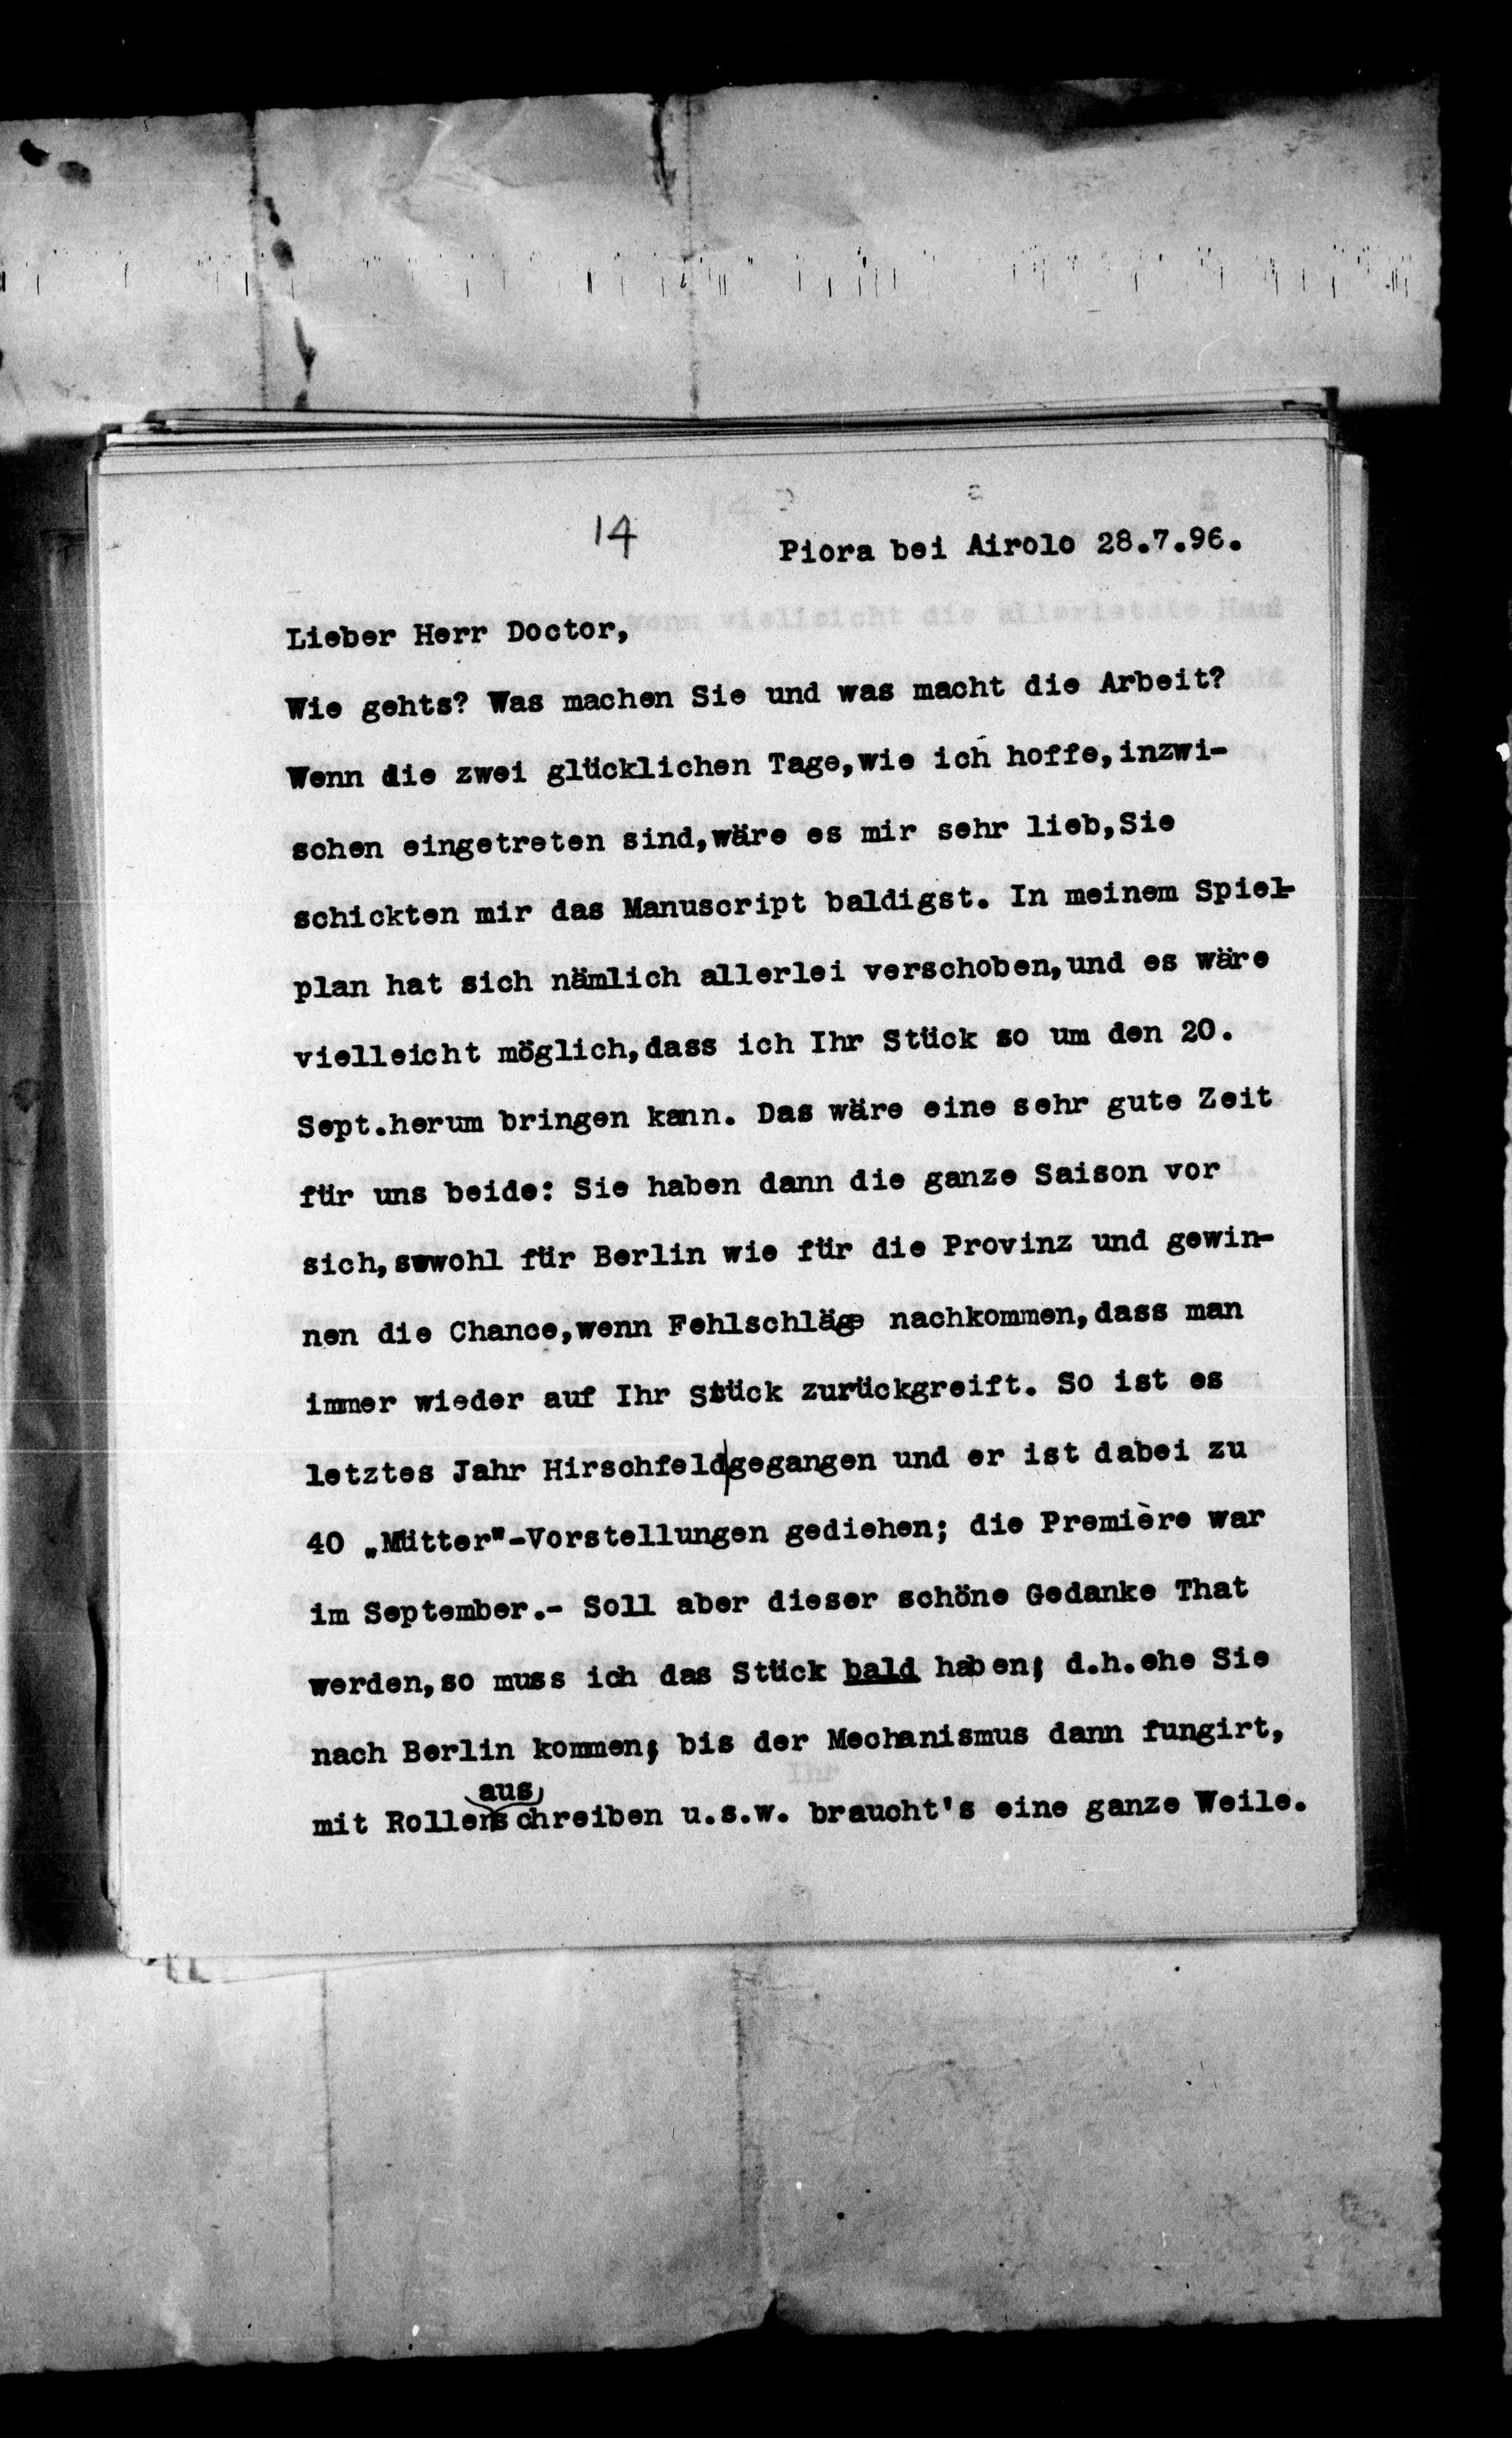 14
Piora bei Airolo 28.7.96.
Lieber Herr Doctor,
Wie gehts? Was machen Sie und was macht die Arbeit?
Wenn die zwei glücklichen Tage,wie ich hoffe,inzwi-
schen eingetreten sind,wäre es mir sehr lieb,Sie
schickten mir das Manuscript baldigst. In meinem Spiel-
plan hat sich nämlich allerlei verschoben,und es wäre
vielleicht möglich,dass ich Ihr Stück so um den 20.
Sept.herum bringen kann. Das wäre eine sehr gute Zeit
für uns beide: Sie haben dann die ganze Saison vor
sich,sowohl für Berlin wie für die Provinz und gewin-
nen die Chance,wenn Fehlschläge nachkommen,dass man
immer wieder auf Ihr Stück zurückgreift. So ist es
letztes Jahr Hirschfeld|gegangen und er ist dabei zu
40 „Mütter"-Vorstellungen gediehen; die Première war
im September.- Soll aber dieser schöne Gedanke That
werden,so muss ich das Stück bald haben; d.h.ehe Sie
nach Berlin kommen; bis der Mechanismus dann fungirt,
aus
mit Rollenschreiben u.s.w. braucht's eine ganze Weile.